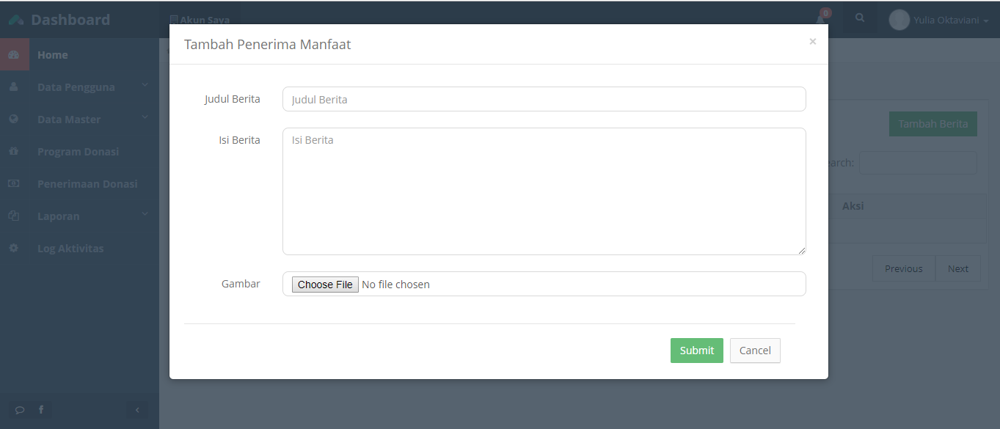 Dashboard
Akun Saya
0
Yulia Oktaviani
Home
Data Pengguna
Data Master
Program Donasi
Penerimaan Donasi
Laporan
Log Aktivitas
Tambah Penerima Manfaat
×
Judul Berita
Judul Berita
Isi Berita
Isi Berita
Gambar
Choose File No file chosen
Submit
Cancel
Tambah Berita
earch:
Aksi
Previous
Next